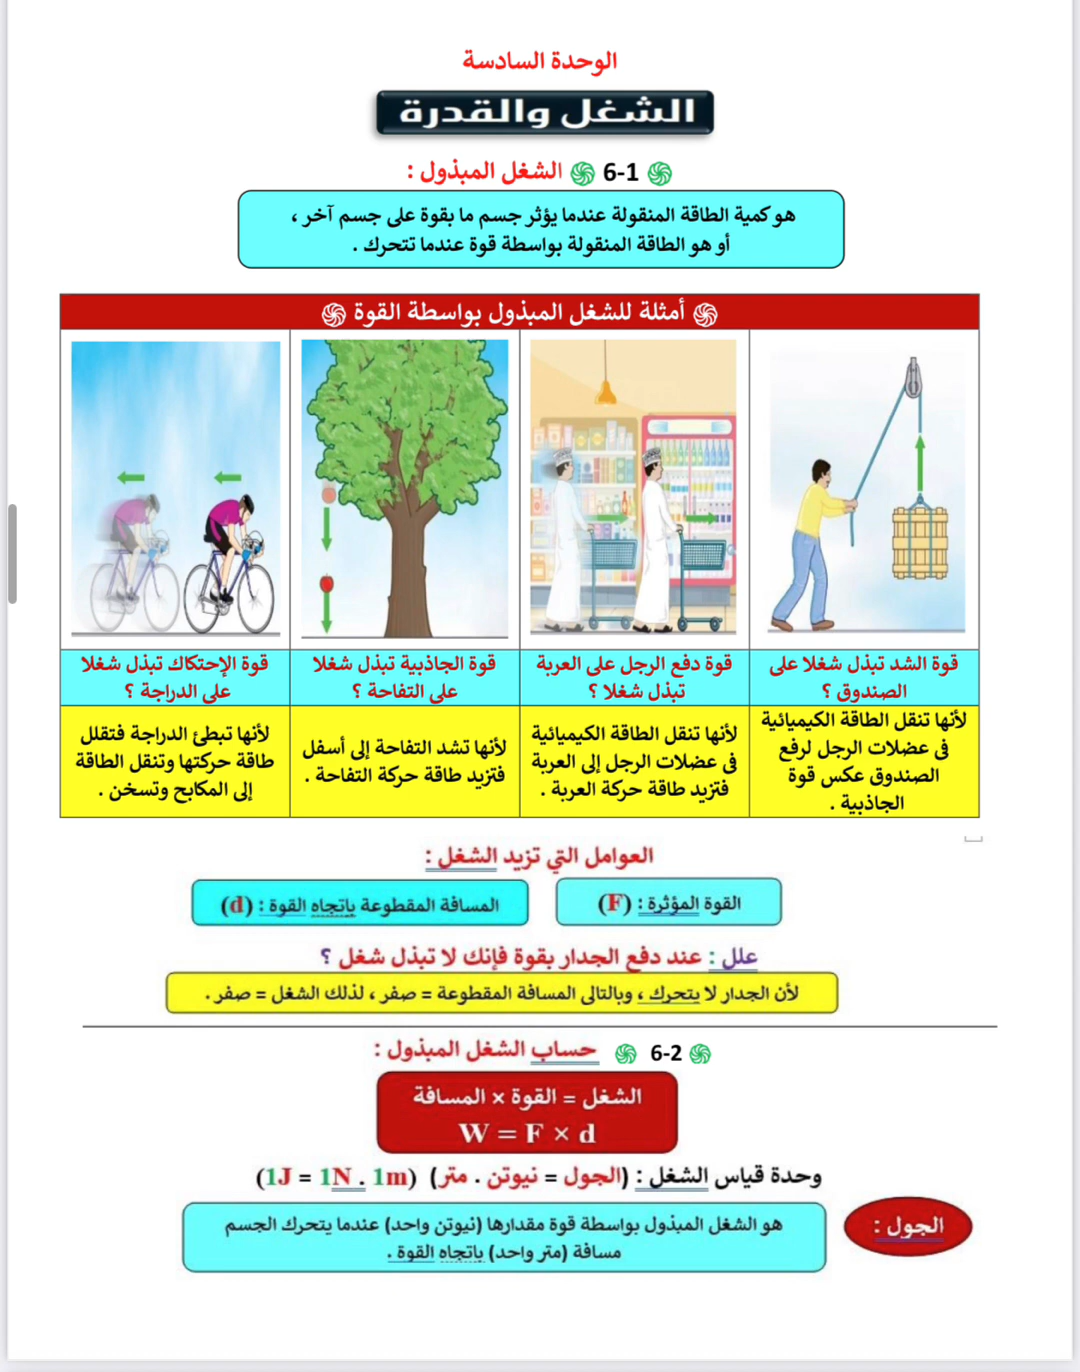 الوحدة السادسة
الشغل والقدرة
6-1 الشغل المبذول :
هو كمية الطاقة المنقولة عندما يؤثر جسم ما بقوة على جسم آخر ،
أو هو الطاقة المنقولة بواسطة قوة عندما تتحرك .
أمثلة للشغل المبذول بواسطة القوة
قوة الشد تبذل شغلا على
الصندوق ؟
قوة دفع الرجل على العربة
تبذل شغلا ؟
قوة الجاذبية تبذل شغلا
على التفاحة ؟
قوة الإحتكاك تبذل شغلا
على الدراجة ؟
لأنها تنقل الطاقة الكيميائية
فى عضلات الرجل لرفع
الصندوق عكس قوة
الجاذبية .
لأنها تنقل الطاقة الكيميائية
فى عضلات الرجل إلى العربة
فتزيد طاقة حركة العربة .
لأنها تشد التفاحة إلى أسفل
فتزيد طاقة حركة التفاحة .
لأنها تبطئ الدراجة فتقلل
طاقة حركتها وتنقل الطاقة
إلى المكابح وتسخن .
العوامل التي تزيد الشغل :
القوة المؤثرة : (F)
المسافة المقطوعة باتجاه القوة : (d)
علل : عند دفع الجدار بقوة فإنك لا تبذل شغل ؟
لأن الجدار لا يتحرك ، وبالتالى المسافة المقطوعة = صفر ، لذلك الشغل = صفر .
6-2 حساب الشغل المبذول :
الشغل = القوة × المسافة
W = F × d
وحدة قياس الشغل : (الجول = نيوتن . متر) (1J = 1N . 1m)
الجول :
هو الشغل المبذول بواسطة قوة مقدارها (نيوتن واحد) عندما يتحرك الجسم
مسافة (متر واحد) باتجاه القوة .